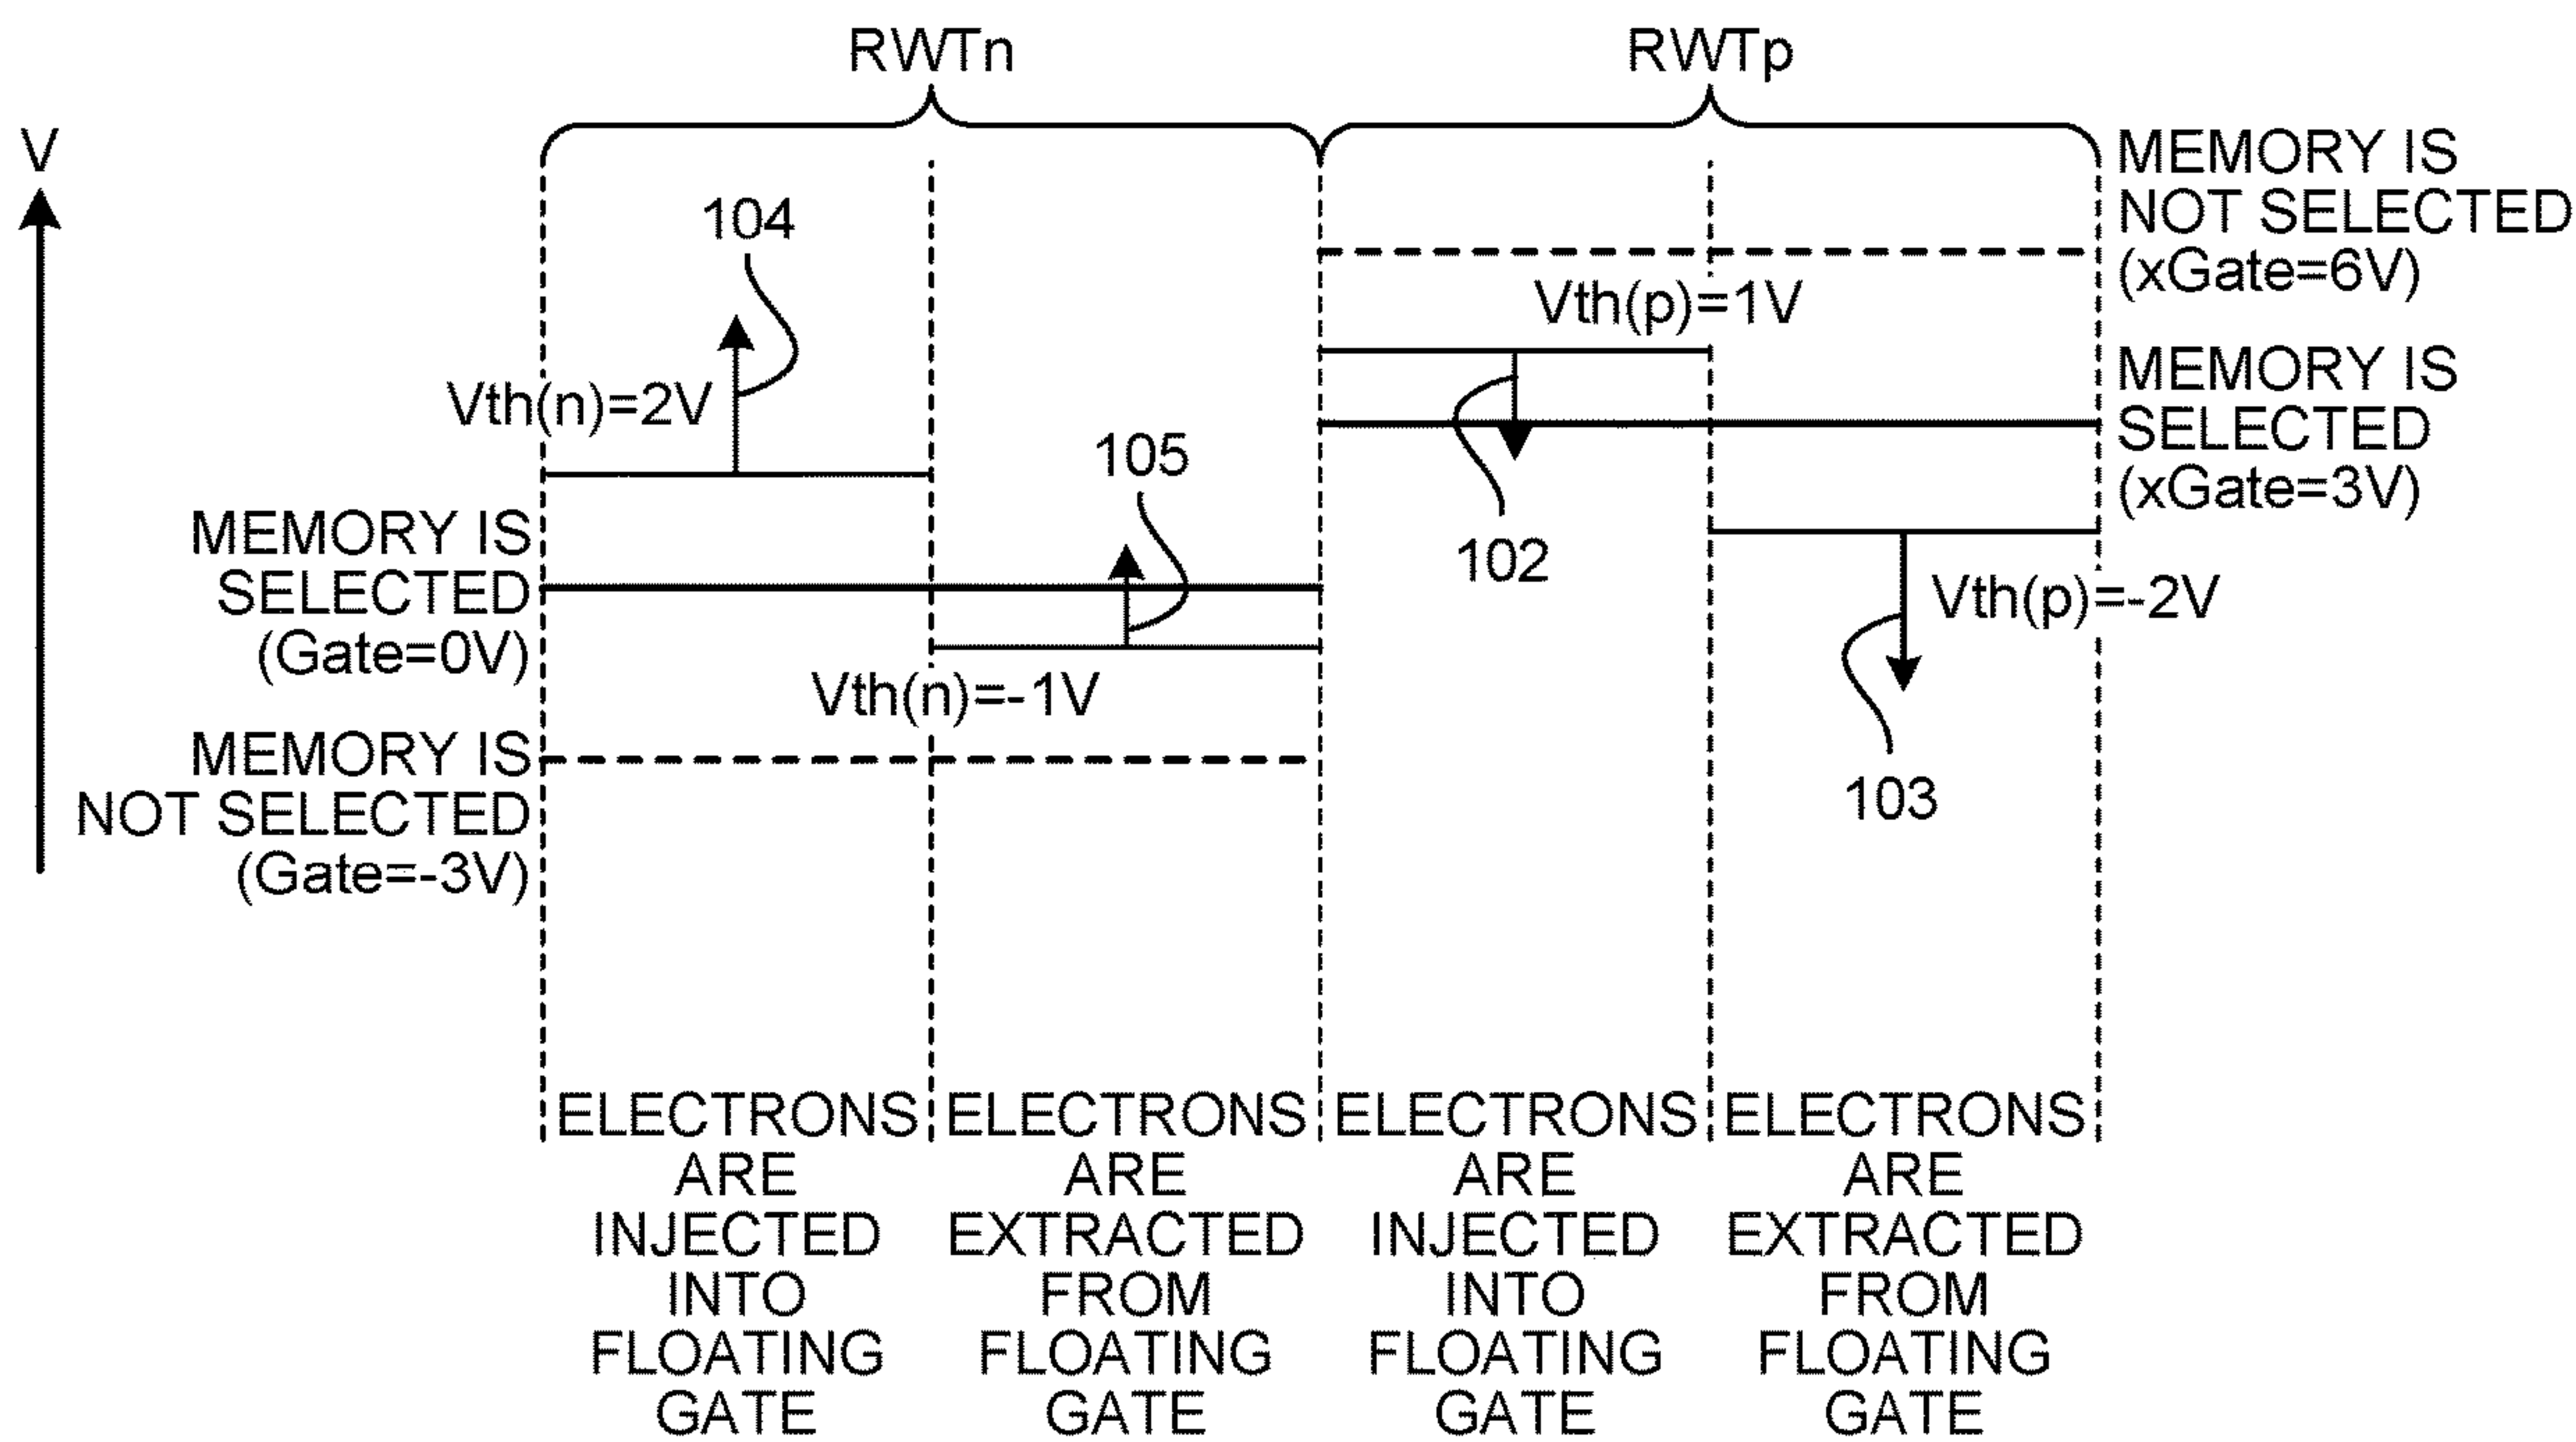 RWTn
RWTp
V
MEMORY IS
NOT SELECTED
(xGate=6V)
104
Vth(p)=1V
Vth(n)=2V
MEMORY IS
SELECTED
(xGate=3V)
105
102
MEMORY IS
SELECTED
(Gate=0V)
Vth(p)=-2V
Vth(n)=-1V
103
MEMORY IS
NOT SELECTED
(Gate=-3V)
ELECTRONS
ARE
INJECTED
INTO
FLOATING
GATE
ELECTRONS
ARE
EXTRACTED
FROM
FLOATING
GATE
ELECTRONS
ARE
INJECTED
INTO
FLOATING
GATE
ELECTRONS
ARE
EXTRACTED
FROM
FLOATING
GATE